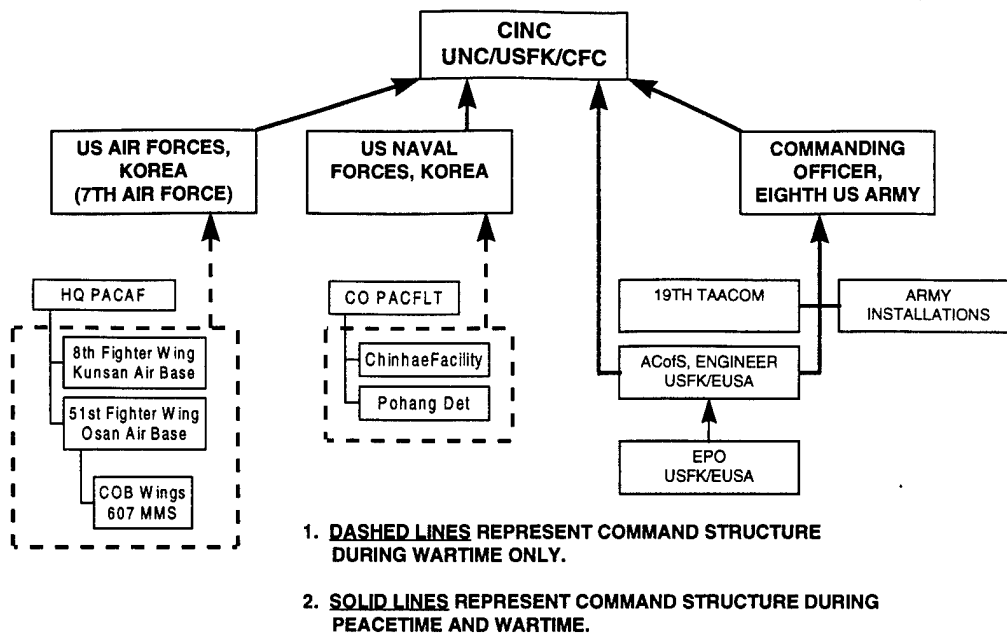 CINC
UNC/USFK/CFC
US AIR FORCES,
KOREA
(7TH AIR FORCE)
US NAVAL
FORCES, KOREA
COMMANDING
OFFICER,
EIGHTH US ARMY
HQ PACAF
8th Fighter Wing
Kunsan Air Base
51st Fighter Wing
Osan Air Base
COB Wings
607 MMS
CO PACFLT
ChinhaeFacility
Pohang Det
19TH TAACOM
ARMY
INSTALLATIONS
ACofS, ENGINEER
USFK/EUSA
EPO
USFK/EUSA
1. DASHED LINES REPRESENT COMMAND STRUCTURE
DURING WARTIME ONLY.
2. SOLID LINES REPRESENT COMMAND STRUCTURE DURING
PEACETIME AND WARTIME.